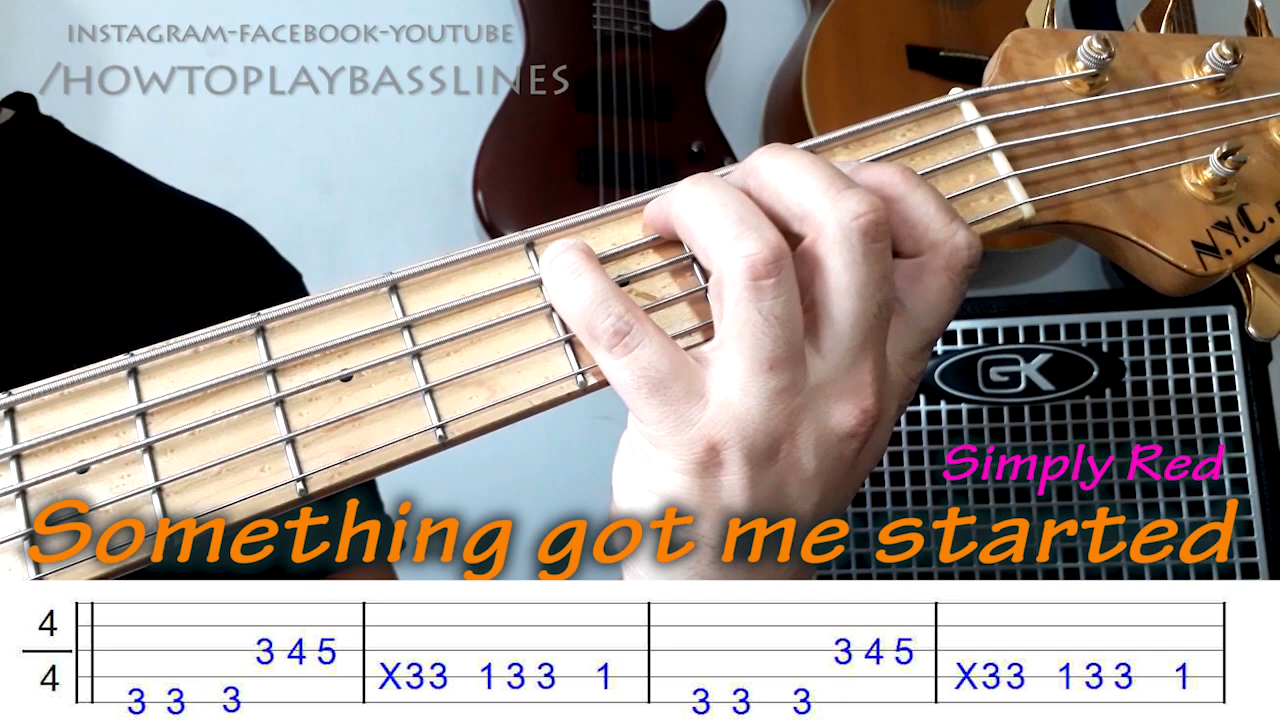 INSTAGRAM-FACEBOOK-YOUTUBE
/HOWTOPLAYBASSLINES
N.Y.C.
GK
Simply Red
Something got me started
4
4
3 4 5
3 3 3
X33 133 1
3 4 5
3 3 3
X33 133 1